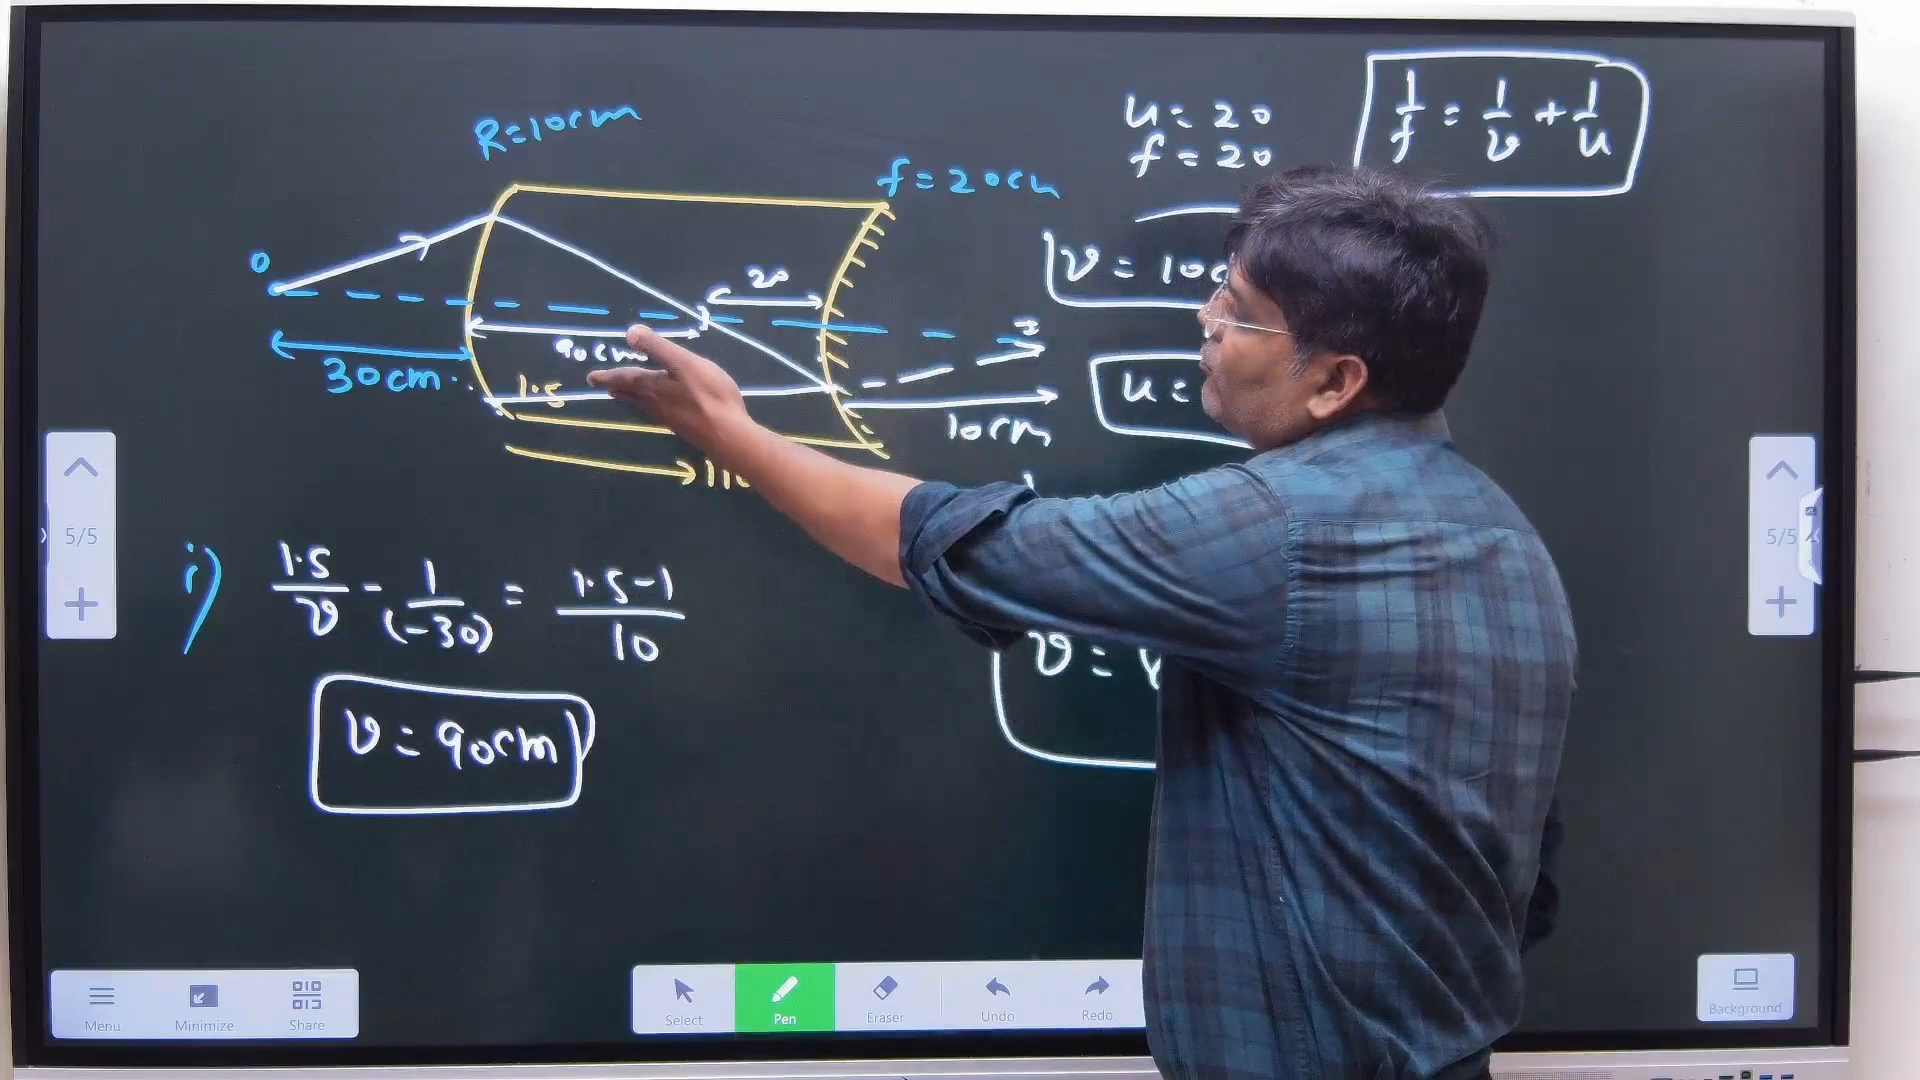 R=10cm
f=20cm
O
20
90cm
30cm
1.5
10cm
u = 20
f = 20
1/f = 1/v + 1/u
v = 10c
u =
i) 1.5/v - 1/(-30) = 1.5-1/10
v = 90cm
v =
5/5
5/5
Menu
Minimize
Share
Select
Pen
Eraser
Undo
Redo
Background